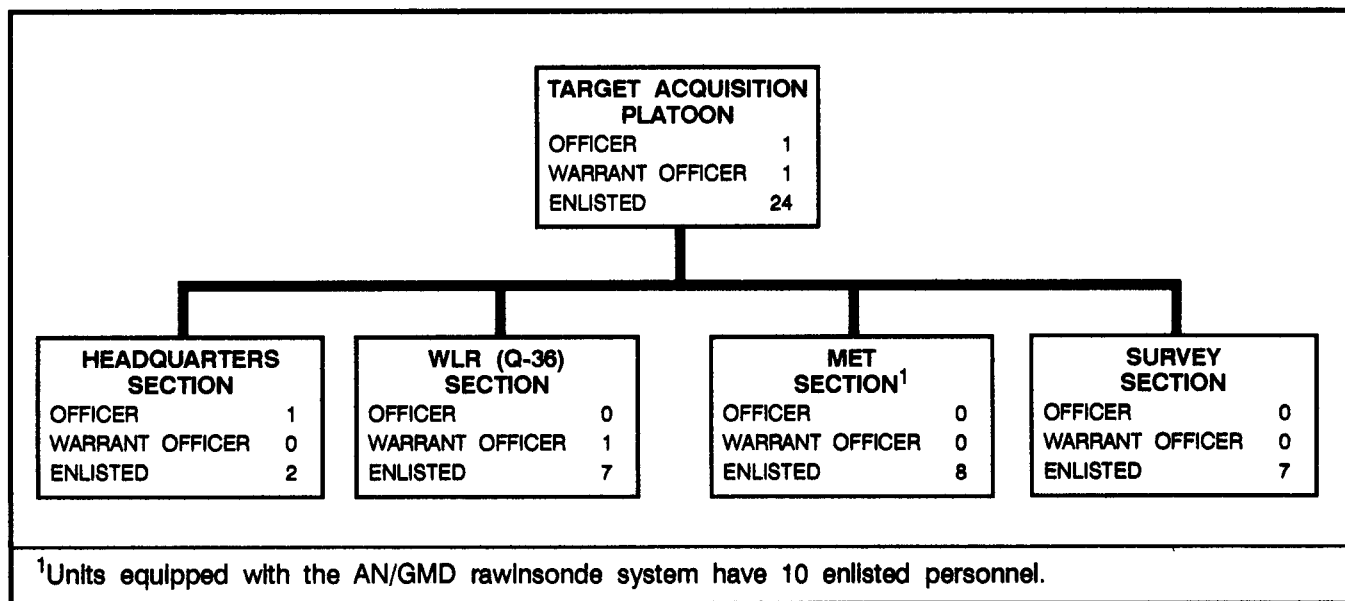 TARGET ACQUISITION
PLATOON
OFFICER 1
WARRANT OFFICER 1
ENLISTED 24
HEADQUARTERS
SECTION
OFFICER 1
WARRANT OFFICER 0
ENLISTED 2
WLR (Q-36)
SECTION
OFFICER 0
WARRANT OFFICER 1
ENLISTED 7
MET
SECTION¹
OFFICER 0
WARRANT OFFICER 0
ENLISTED 8
SURVEY
SECTION
OFFICER 0
WARRANT OFFICER 0
ENLISTED 7
¹Units equipped with the AN/GMD rawinsonde system have 10 enlisted personnel.